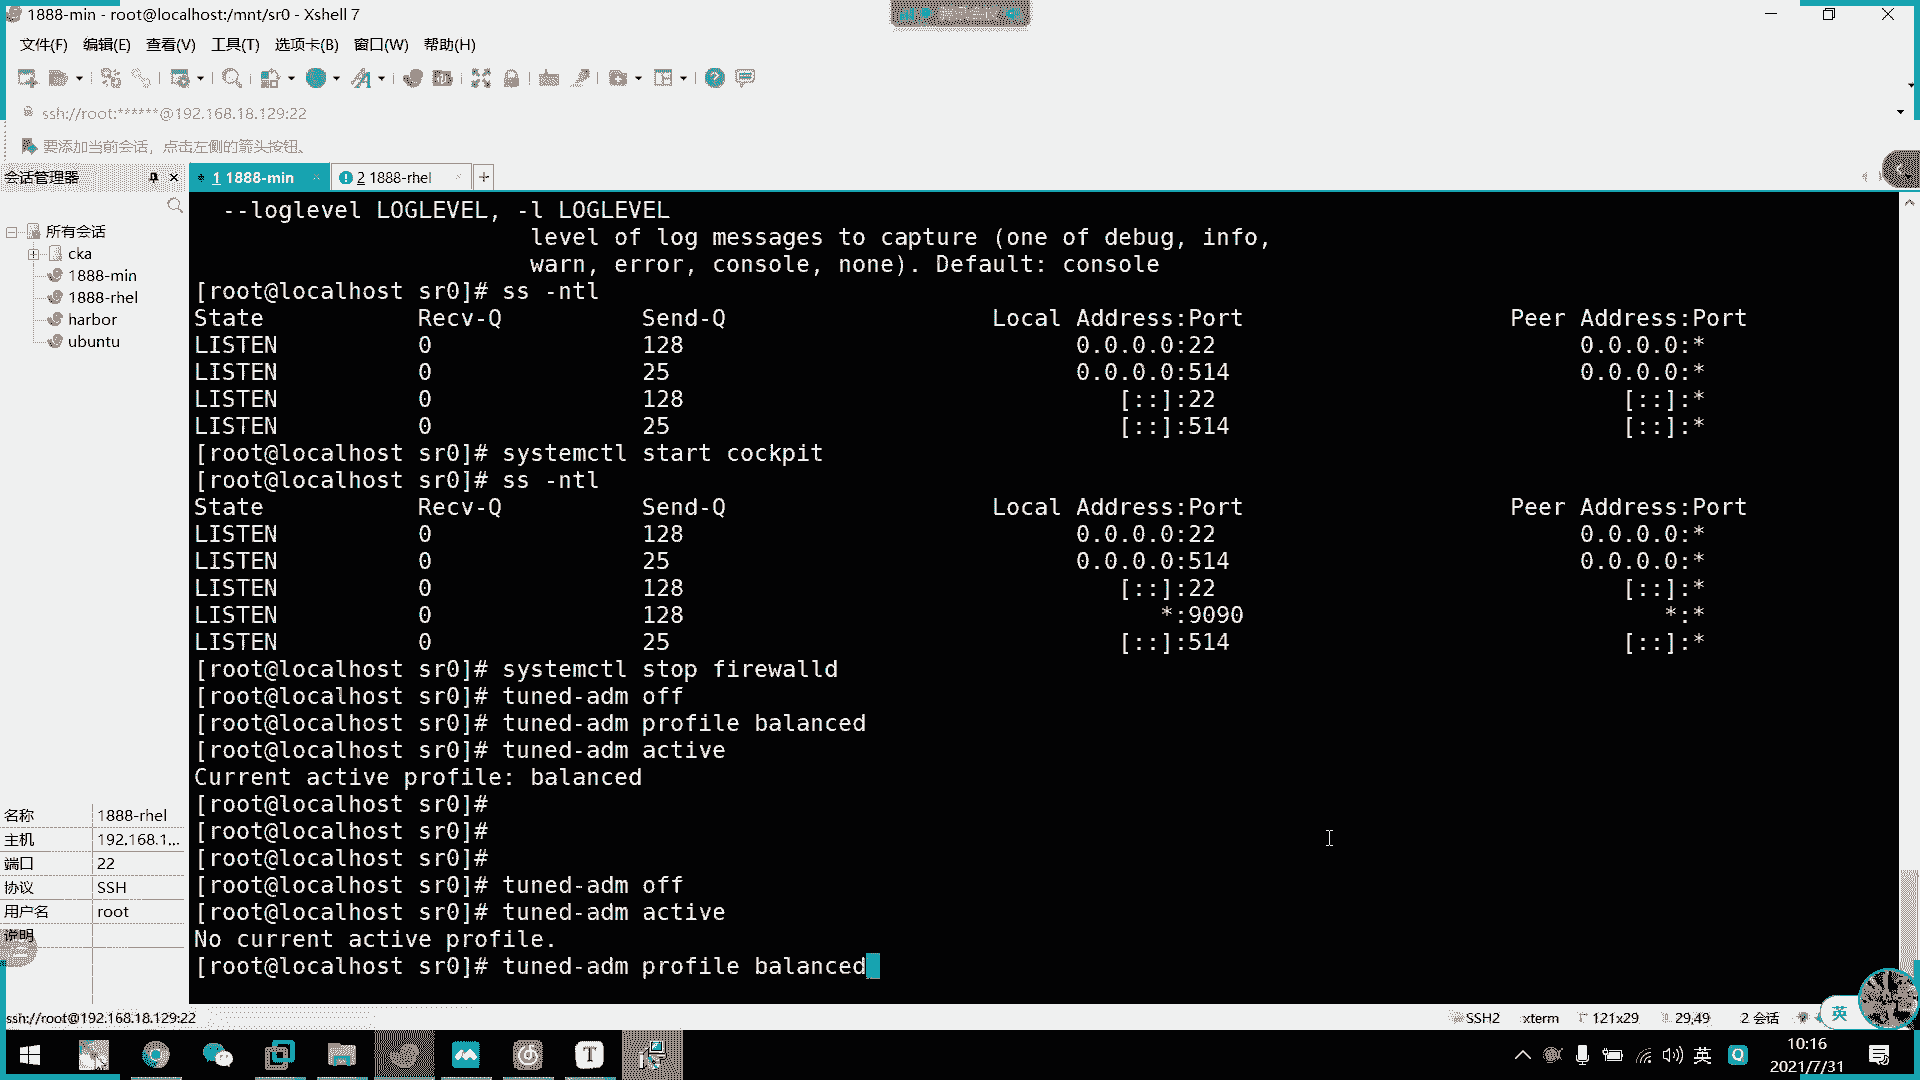 1888-min - root@localhost:/mnt/sr0 - Xshell 7
文件(F) 编辑(E) 查看(V) 工具(T) 选项卡(B) 窗口(W) 帮助(H)
ssh://root:******@192.168.18.129:22
要添加当前会话，点击左侧的箭头按钮。
会话管理器
1 1888-min
2 1888-rhel
所有会话
cka
1888-min
1888-rhel
harbor
ubuntu
--loglevel LOGLEVEL, -l LOGLEVEL
level of log messages to capture (one of debug, info,
warn, error, console, none). Default: console
[root@localhost sr0]# ss -ntl
State Recv-Q Send-Q Local Address:Port Peer Address:Port
LISTEN 0 128 0.0.0.0:22 0.0.0.0:*
LISTEN 0 25 0.0.0.0:514 0.0.0.0:*
LISTEN 0 128 [::]:22 [::]:*
LISTEN 0 25 [::]:514 [::]:*
[root@localhost sr0]# systemctl start cockpit
[root@localhost sr0]# ss -ntl
State Recv-Q Send-Q Local Address:Port Peer Address:Port
LISTEN 0 128 0.0.0.0:22 0.0.0.0:*
LISTEN 0 25 0.0.0.0:514 0.0.0.0:*
LISTEN 0 128 [::]:22 [::]:*
LISTEN 0 128 *:9090 *:*
LISTEN 0 25 [::]:514 [::]:*
[root@localhost sr0]# systemctl stop firewalld
[root@localhost sr0]# tuned-adm off
[root@localhost sr0]# tuned-adm profile balanced
[root@localhost sr0]# tuned-adm active
Current active profile: balanced
[root@localhost sr0]#
[root@localhost sr0]#
[root@localhost sr0]#
[root@localhost sr0]# tuned-adm off
[root@localhost sr0]# tuned-adm active
No current active profile.
[root@localhost sr0]# tuned-adm profile balanced
名称 1888-rhel
主机 192.168.1...
端口 22
协议 SSH
用户名 root
说明
ssh://root@192.168.18.129:22
SSH2 xterm 121x29 29,49 2 会话
英
英
10:16
2021/7/31